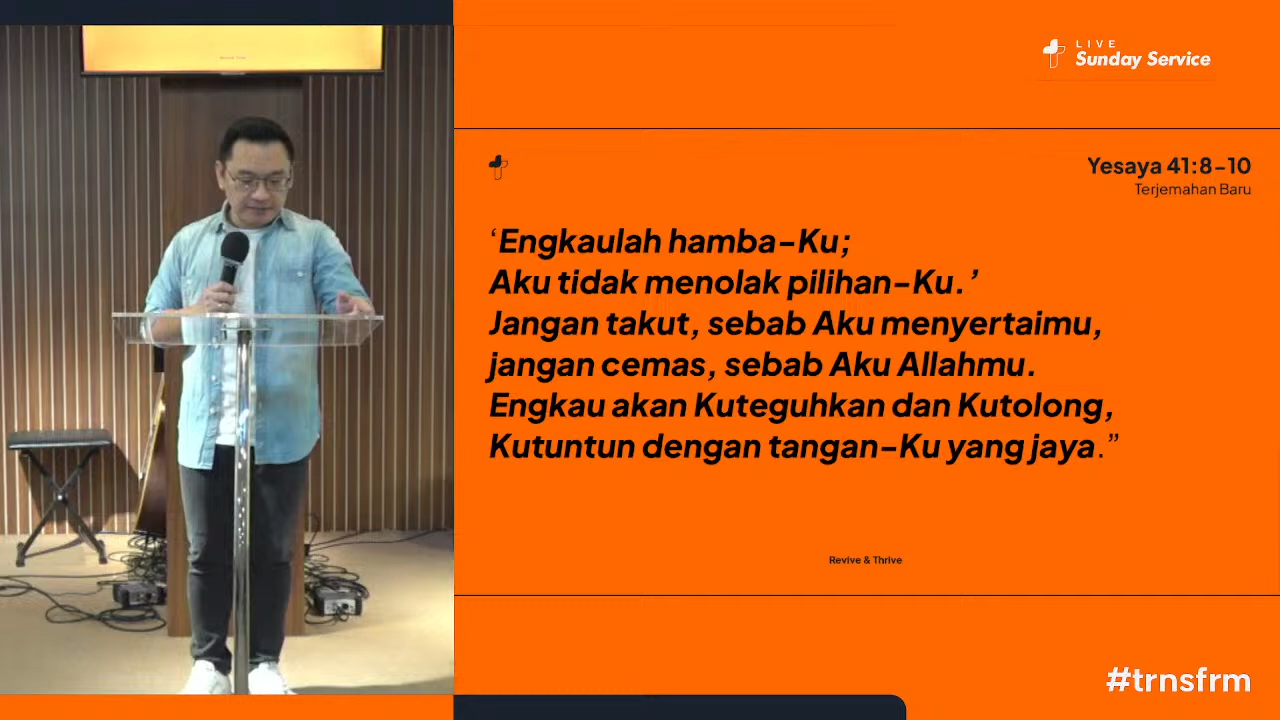 LIVE
Sunday Service
Yesaya 41:8-10
Terjemahan Baru
‘Engkaulah hamba-Ku;
Aku tidak menolak pilihan-Ku.’
Jangan takut, sebab Aku menyertaimu,
jangan cemas, sebab Aku Allahmu.
Engkau akan Kuteguhkan dan Kutolong,
Kutuntun dengan tangan-Ku yang jaya.”
Revive & Thrive
#trnsfrm